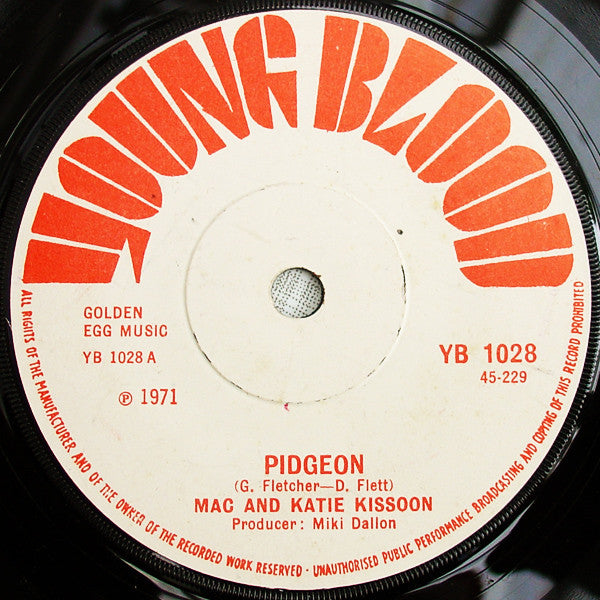 YOUNG BLOOD
GOLDEN
EGG MUSIC
YB 1028 A
℗ 1971
YB 1028
45-229
PIDGEON
(G. Fletcher—D. Flett)
MAC AND KATIE KISSOON
Producer: Miki Dallon
ALL RIGHTS OF THE MANUFACTURER AND OF THE OWNER OF THE RECORDED WORK RESERVED · UNAUTHORISED PUBLIC PERFORMANCE BROADCASTING AND COPYING OF THIS RECORD PROHIBITED